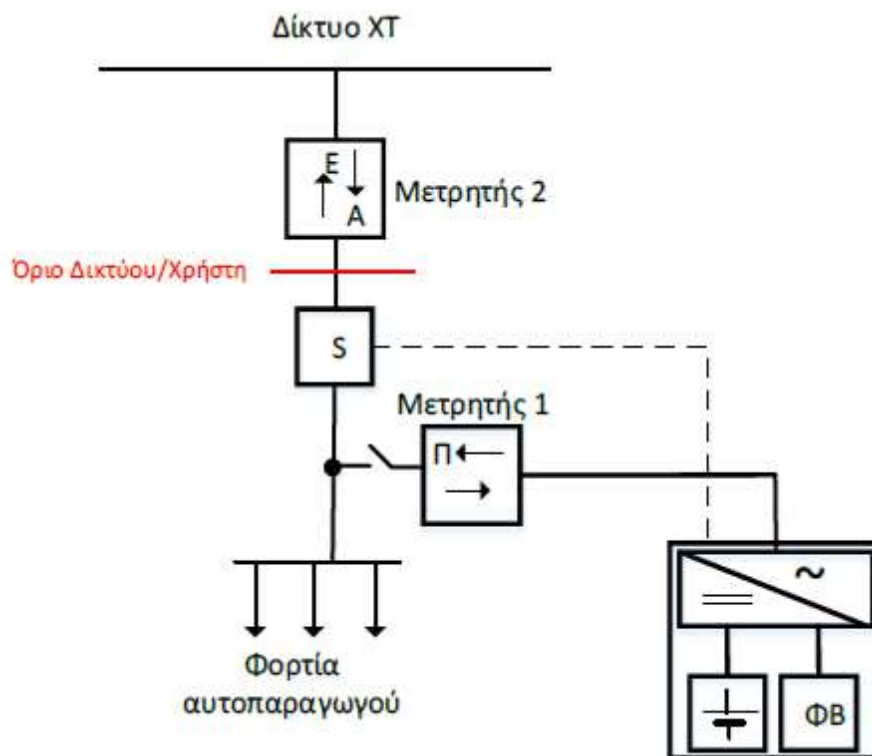 Δίκτυο ΧΤ
E
A
Μετρητής 2
Όριο Δικτύου/Χρήστη
S
Μετρητής 1
Π
~
Φορτία
αυτοπαραγωγού
ΦΒ